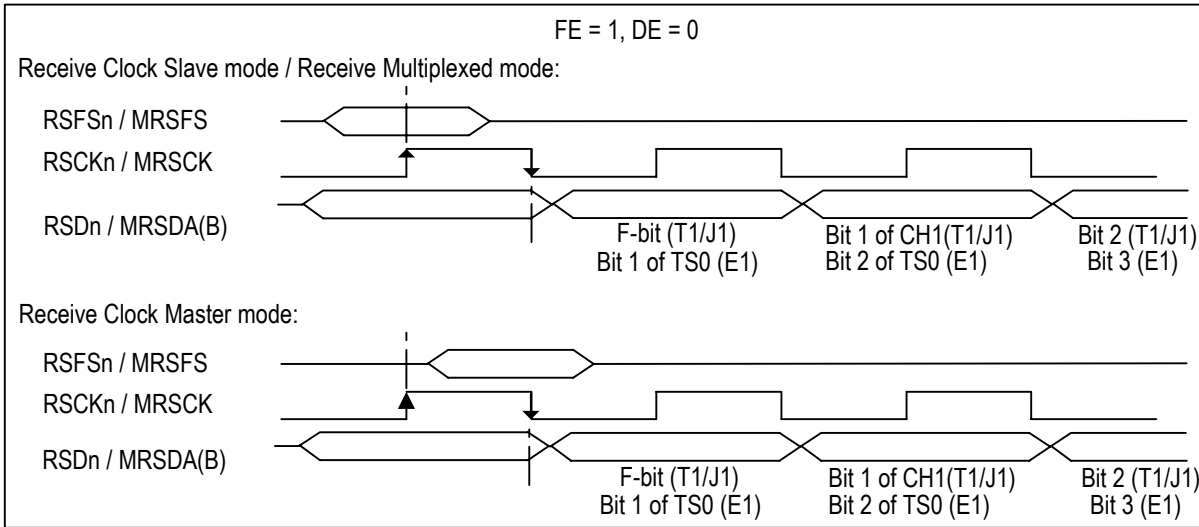 FE = 1, DE = 0
Receive Clock Slave mode / Receive Multiplexed mode:
RSFSn / MRSFS
RSCKn / MRSCK
RSDn / MRSDA(B)
F-bit (T1/J1)
Bit 1 of TS0 (E1)
Bit 1 of CH1(T1/J1)
Bit 2 of TS0 (E1)
Bit 2 (T1/J1)
Bit 3 (E1)
Receive Clock Master mode:
RSFSn / MRSFS
RSCKn / MRSCK
RSDn / MRSDA(B)
F-bit (T1/J1)
Bit 1 of TS0 (E1)
Bit 1 of CH1(T1/J1)
Bit 2 of TS0 (E1)
Bit 2 (T1/J1)
Bit 3 (E1)